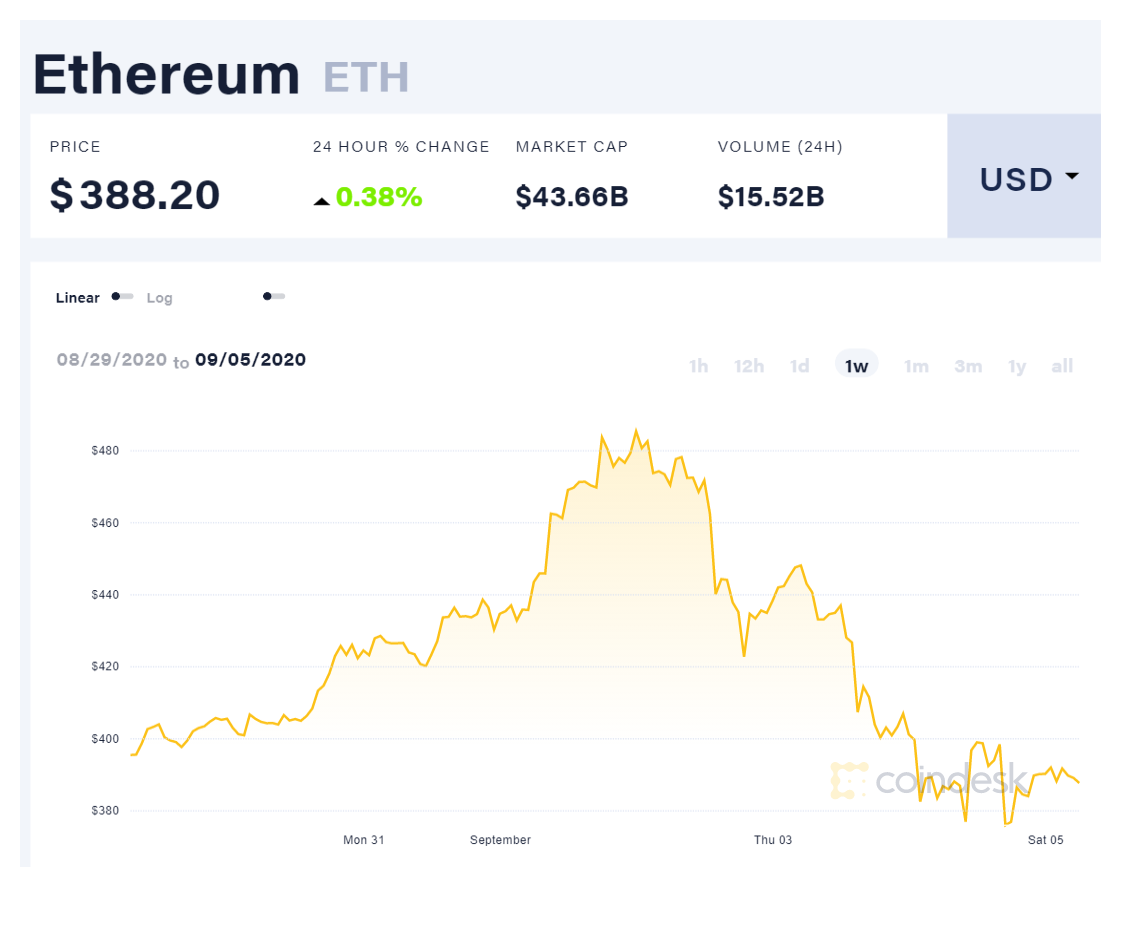 Ethereum ETH
PRICE
$388.20
24 HOUR % CHANGE
0.38%
MARKET CAP
$43.66B
VOLUME (24H)
$15.52B
USD
Linear Log
08/29/2020 to 09/05/2020
1h 12h 1d 1w 1m 3m 1y all
$480
$460
$440
$420
$400
$380
coindesk
Mon 31 September Thu 03 Sat 05